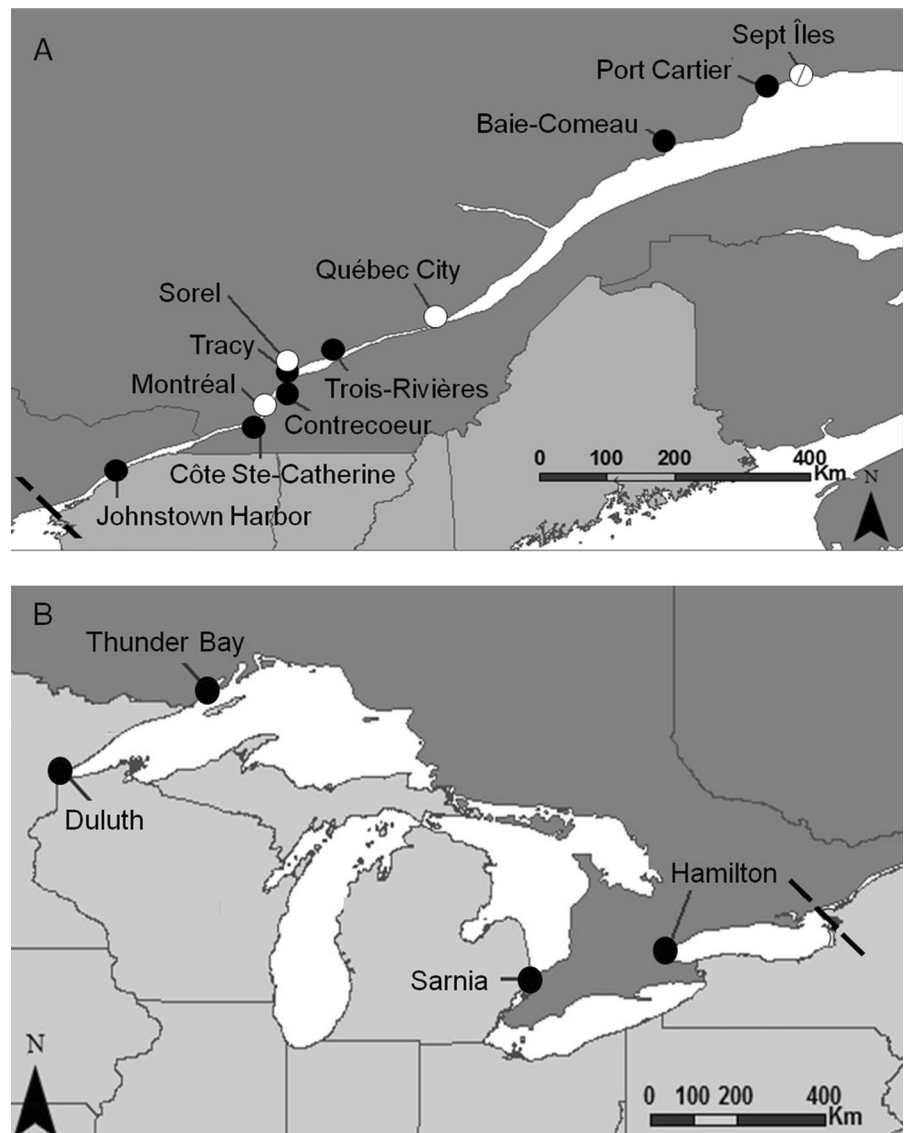 A
Sept Îles
Port Cartier
Baie-Comeau
Québec City
Sorel
Tracy
Montréal
Trois-Rivières
Contrecoeur
Côte Ste-Catherine
Johnstown Harbor
0 100 200 400
Km
N
B
Thunder Bay
Duluth
Hamilton
Sarnia
N
0 100 200 400
Km